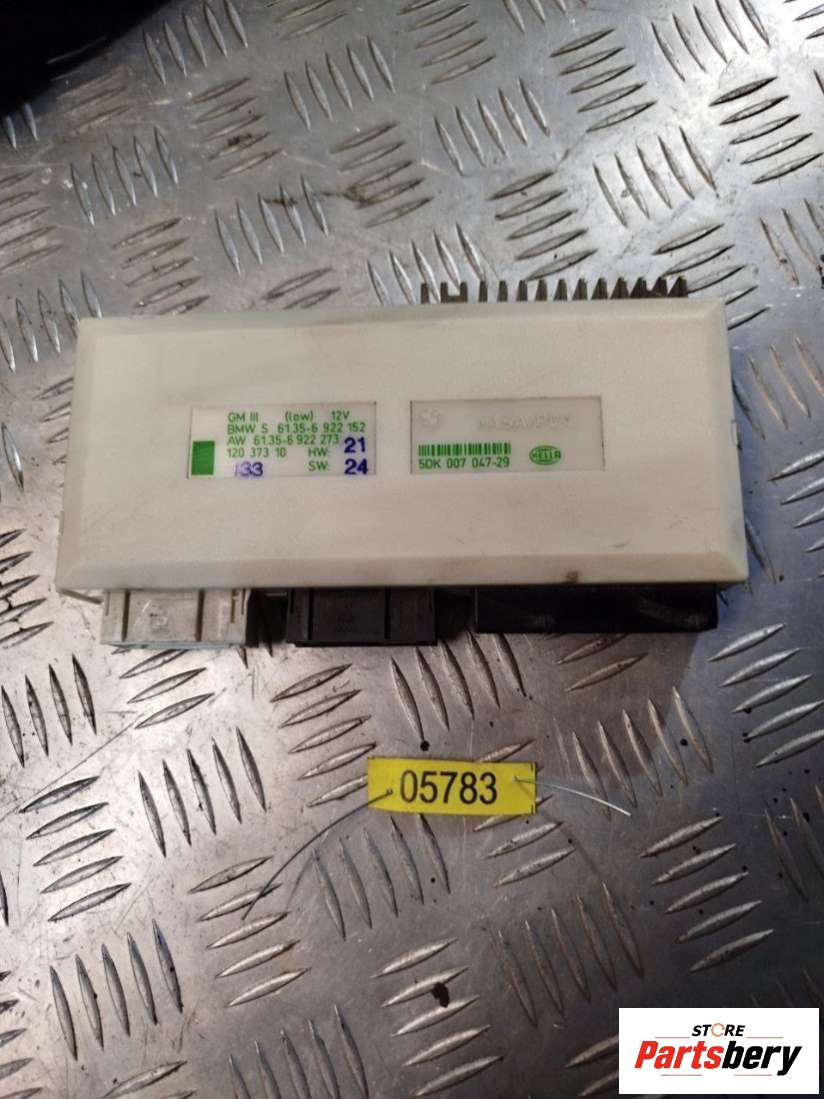 GM III (low) 12V
BMW S 61.35-6 922 152
AW 61.35-6 922 273
120 373 10 HW: 21
133 SW: 24
5DK 007 047-29
HELLA
05783
STORE
Partsbery